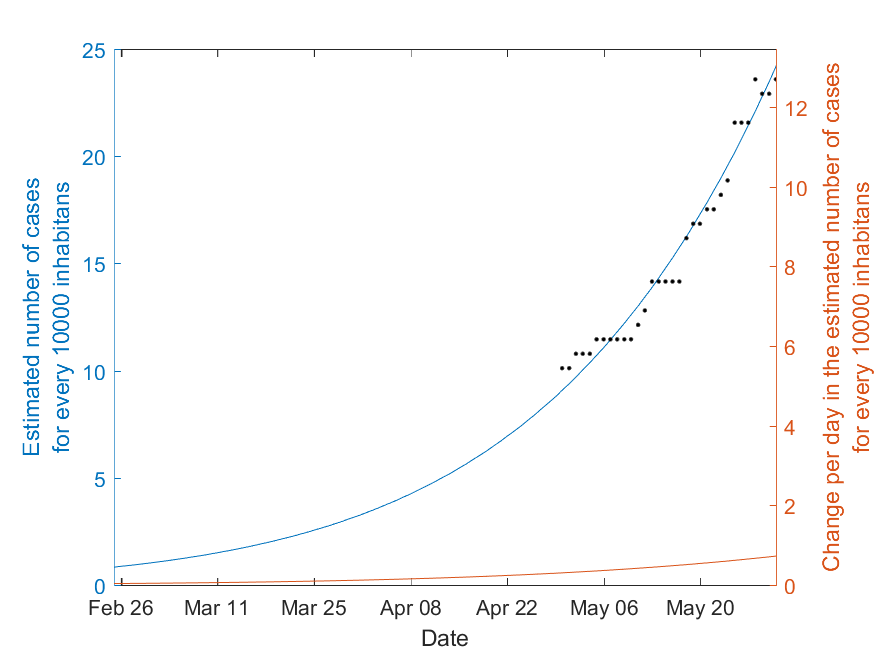 25
20
15
10
5
0
Estimated number of cases
for every 10000 inhabitans
12
10
8
6
4
2
0
Change per day in the estimated number of cases
for every 10000 inhabitans
Feb 26 Mar 11 Mar 25 Apr 08 Apr 22 May 06 May 20
Date